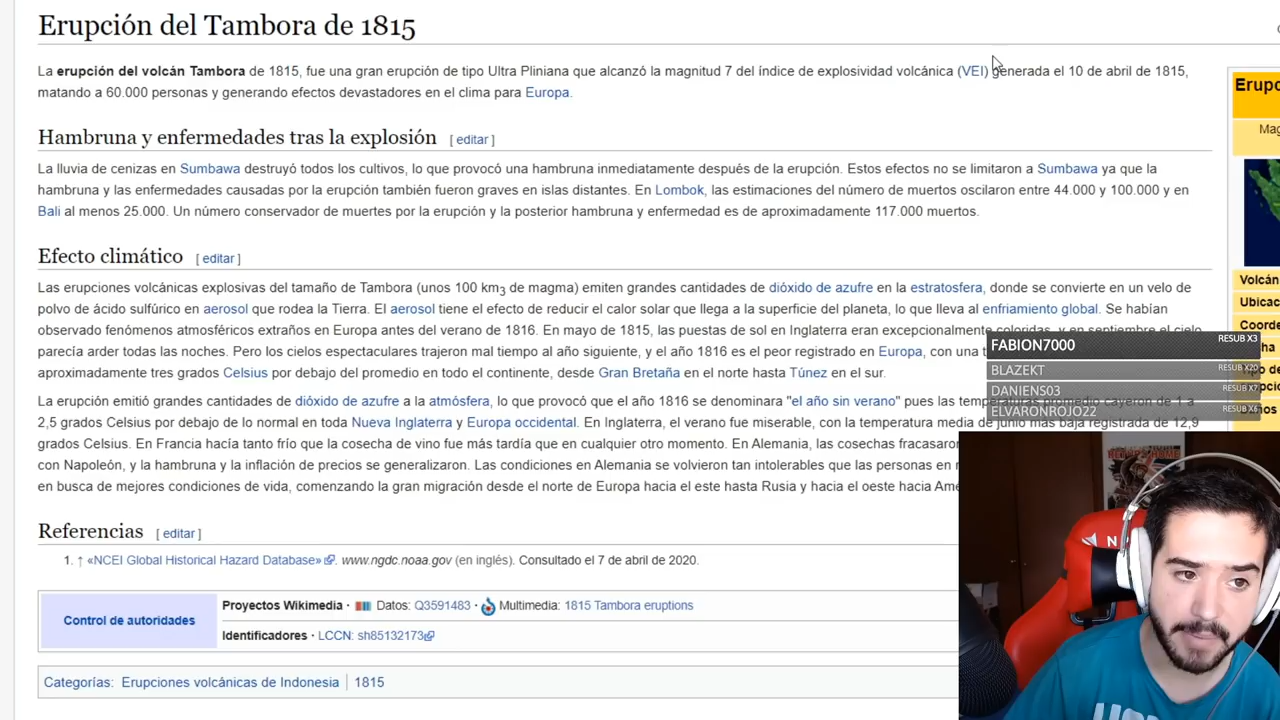 Erupción del Tambora de 1815
La erupción del volcán Tambora de 1815, fue una gran erupción de tipo Ultra Pliniana que alcanzó la magnitud 7 del índice de explosividad volcánica (VEI) generada el 10 de abril de 1815,
matando a 60.000 personas y generando efectos devastadores en el clima para Europa.
Hambruna y enfermedades tras la explosión [ editar ]
La lluvia de cenizas en Sumbawa destruyó todos los cultivos, lo que provocó una hambruna inmediatamente después de la erupción. Estos efectos no se limitaron a Sumbawa ya que la
hambruna y las enfermedades causadas por la erupción también fueron graves en islas distantes. En Lombok, las estimaciones del número de muertos oscilaron entre 44.000 y 100.000 y en
Bali al menos 25.000. Un número conservador de muertes por la erupción y la posterior hambruna y enfermedad es de aproximadamente 117.000 muertos.
Efecto climático [ editar ]
Las erupciones volcánicas explosivas del tamaño de Tambora (unos 100 km3 de magma) emiten grandes cantidades de dióxido de azufre en la estratosfera, donde se convierte en un velo de
polvo de ácido sulfúrico en aerosol que rodea la Tierra. El aerosol tiene el efecto de reducir el calor solar que llega a la superficie del planeta, lo que lleva al enfriamiento global. Se habían
observado fenómenos atmosféricos extraños en Europa antes del verano de 1816. En mayo de 1815, las puestas de sol en Inglaterra eran excepcionalmente coloridas, y en septiembre el cielo
parecía arder todas las noches. Pero los cielos espectaculares trajeron mal tiempo al año siguiente, y el año 1816 es el peor registrado en Europa, con una
aproximadamente tres grados Celsius por debajo del promedio en todo el continente, desde Gran Bretaña en el norte hasta Túnez en el sur.
La erupción emitió grandes cantidades de dióxido de azufre a la atmósfera, lo que provocó que el año 1816 se denominara "el año sin verano" pues las temperaturas promedio cayeron de 1 a
2,5 grados Celsius por debajo de lo normal en toda Nueva Inglaterra y Europa occidental. En Inglaterra, el verano fue miserable, con la temperatura media de junio más baja registrada de 12,9
grados Celsius. En Francia hacía tanto frío que la cosecha de vino fue más tardía que en cualquier otro momento. En Alemania, las cosechas fracasaron
con Napoleón, y la hambruna y la inflación de precios se generalizaron. Las condiciones en Alemania se volvieron tan intolerables que las personas en
en busca de mejores condiciones de vida, comenzando la gran migración desde el norte de Europa hacia el este hasta Rusia y hacia el oeste hacia
Referencias [ editar ]
1. ↑ «NCEI Global Historical Hazard Database». www.ngdc.noaa.gov (en inglés). Consultado el 7 de abril de 2020.
Control de autoridades
Proyectos Wikimedia · Datos: Q3591483 · Multimedia: 1815 Tambora eruptions
Identificadores · LCCN: sh85132173
Categorías: Erupciones volcánicas de Indonesia | 1815
Volcán
FABION7000 RESUB X3
BLAZEKT RESUB X20
DANIENS03 RESUB X7
ELVARONROJO22 RESUB X6